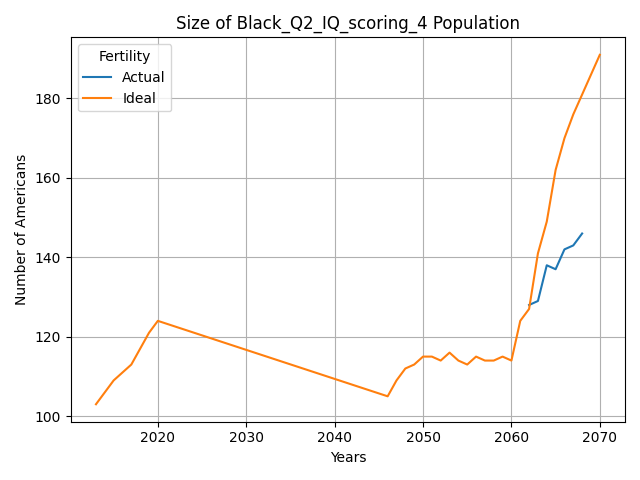 Size of Black_Q2_IQ_scoring_4 Population
Fertility
Actual
Ideal
Number of Americans
180
160
140
120
100
2020
2030
2040
2050
2060
2070
Years